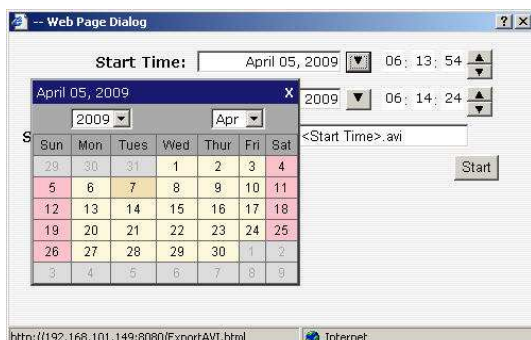 -- Web Page Dialog
Start Time: April 05, 2009 06: 13: 54
April 05, 2009 X
2009 06: 14: 24
2009 Apr
S <Start Time>.avi
Sun Mon Tues Wed Thur Fri Sat
29 30 31 1 2 3 4
5 6 7 8 9 10 11
Start
12 13 14 15 16 17 18
19 20 21 22 23 24 25
26 27 28 29 30 1 2
3 4 5 6 7 8 9
http://192.168.101.149:8080/ExportAVI.html Internet